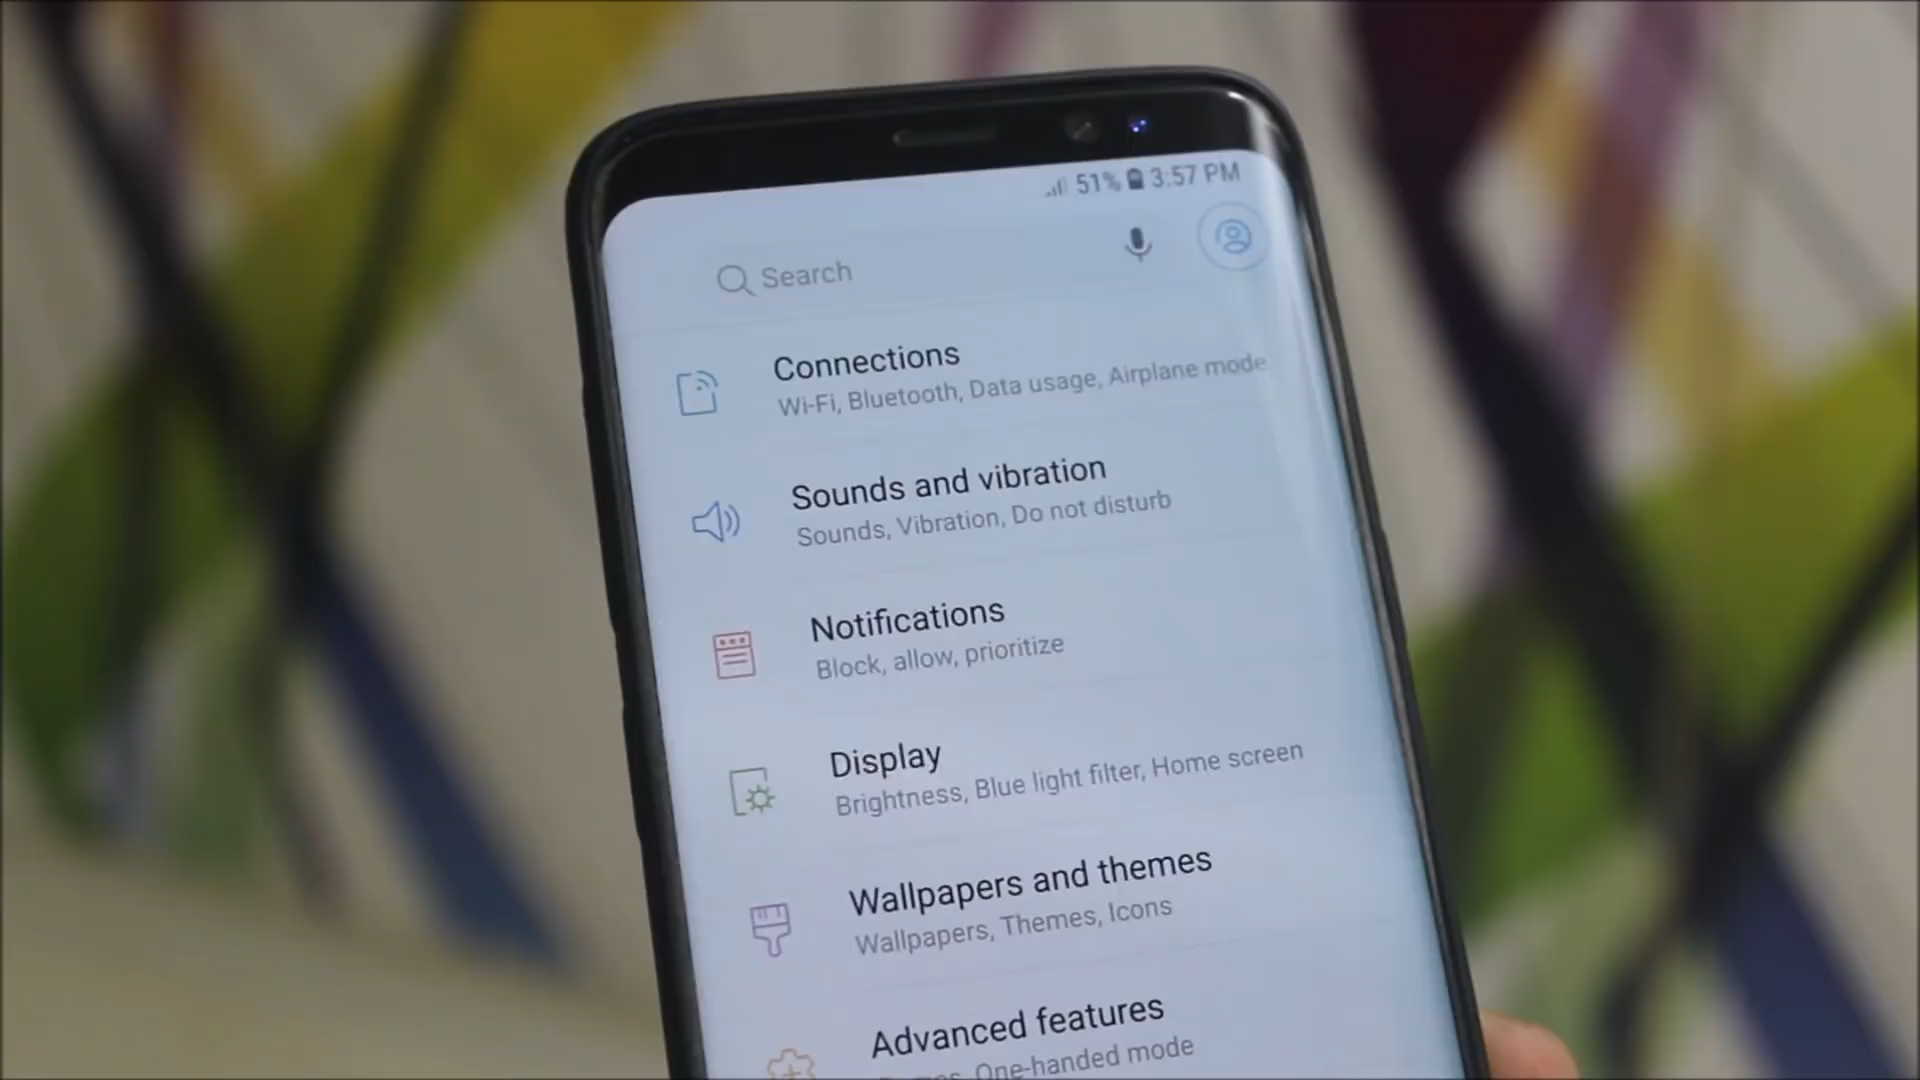 51% 3:57 PM
Search
Connections
Wi-Fi, Bluetooth, Data usage, Airplane mode
Sounds and vibration
Sounds, Vibration, Do not disturb
Notifications
Block, allow, prioritize
Display
Brightness, Blue light filter, Home screen
Wallpapers and themes
Wallpapers, Themes, Icons
Advanced features
One-handed mode